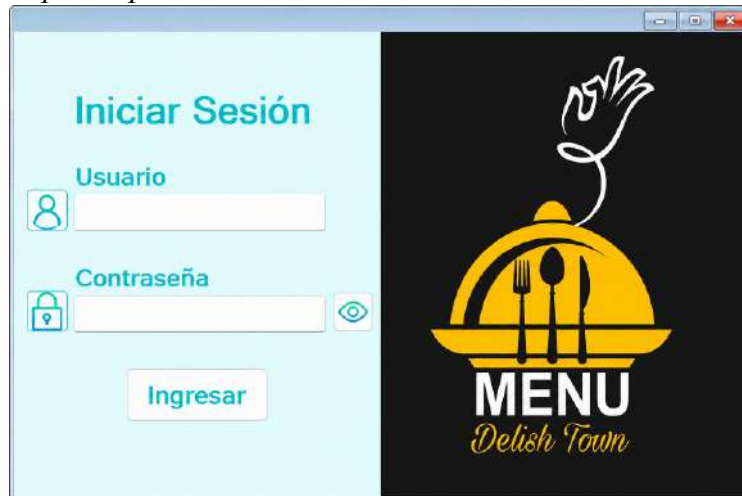 Iniciar Sesión
Usuario
Contraseña
Ingresar
MENU
Delish Town